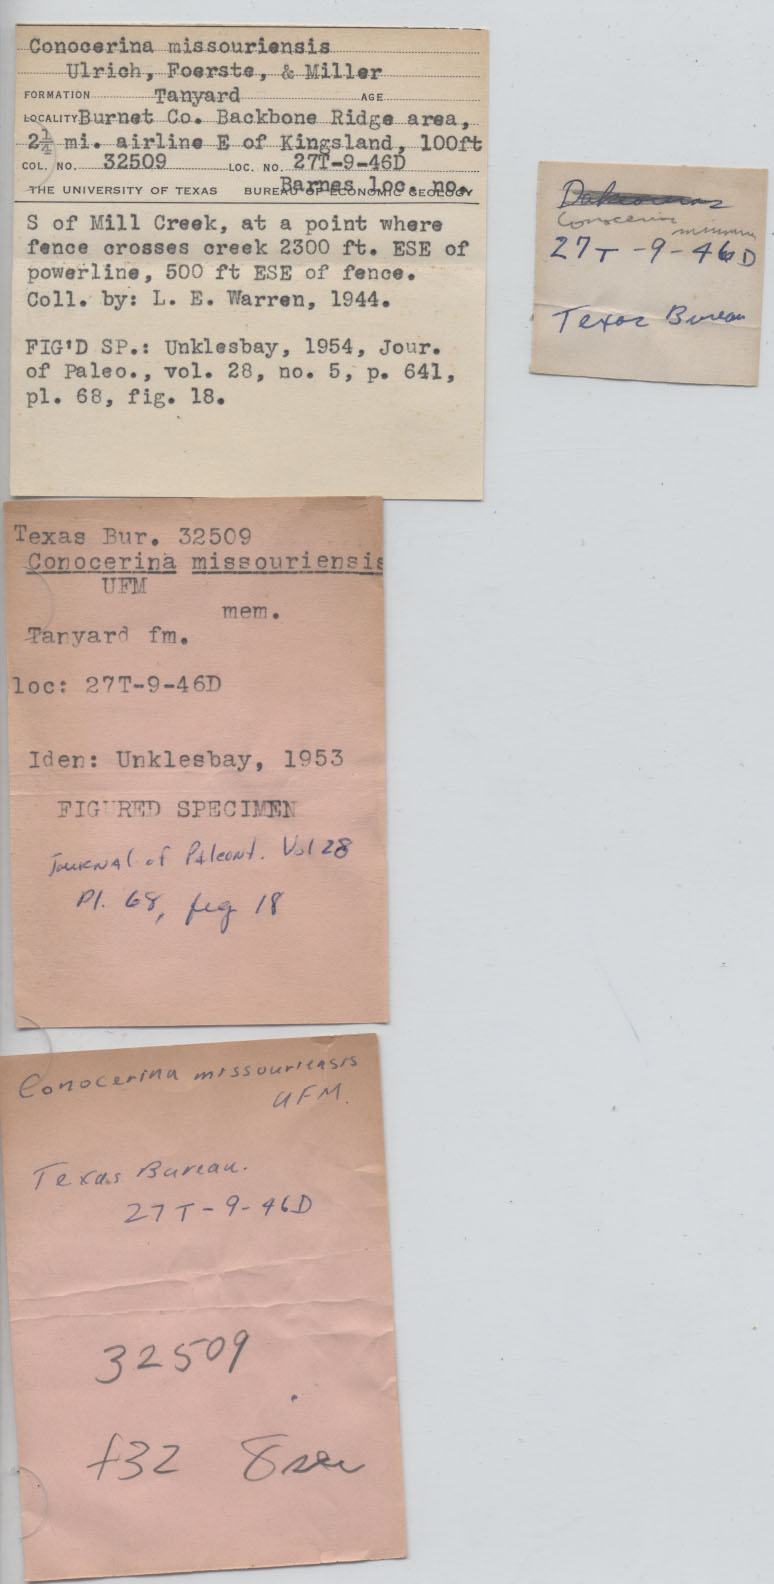 Conocerina missouriensis
Ulrich, Foerste, & Miller
FORMATION Tanyard AGE
LOCALITY Burnet Co. Backbone Ridge area,
2¼ mi. airline E of Kingsland, 100ft
COL. NO. 32509 LOC. NO. 27T-9-46D
THE UNIVERSITY OF TEXAS BUREAU OF ECONOMIC GEOLOGY
Barnes loc. no.
S of Mill Creek, at a point where
fence crosses creek 2300 ft. ESE of
powerline, 500 ft ESE of fence.
Coll. by: L. E. Warren, 1944.
FIG'D SP.: Unklesbay, 1954, Jour.
of Paleo., vol. 28, no. 5, p. 641,
pl. 68, fig. 18.
Conocerina
27T-9-46D
Texas Bureau
Texas Bur. 32509
Conocerina missouriensis
UFM
mem.
Tanyard fm.
loc: 27T-9-46D
Iden: Unklesbay, 1953
FIGURED SPECIMEN
Journal of Paleont. Vol 28
Pl. 68, fig 18
Conocerina missouriensis
UFM.
Texas Bureau.
27T-9-46D
32509
f32